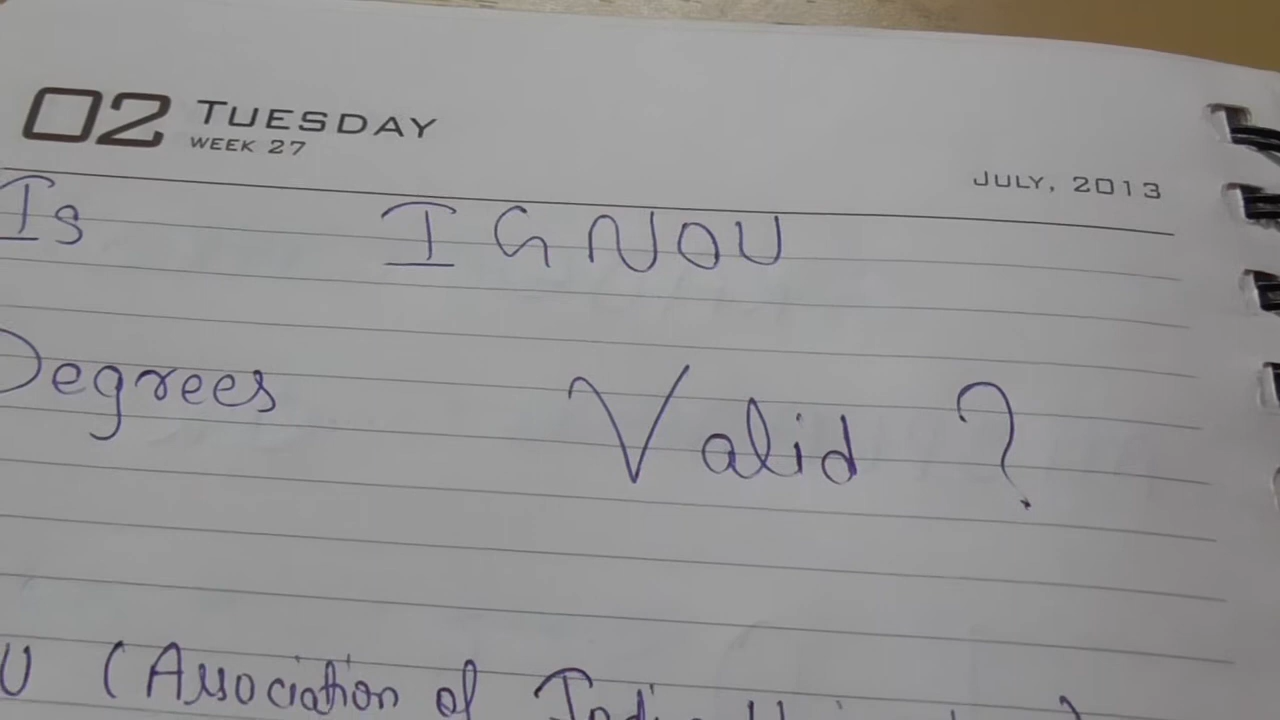 02 TUESDAY
WEEK 27
JULY, 2013
Is IGNOU
Degrees Valid ?
U (Association of